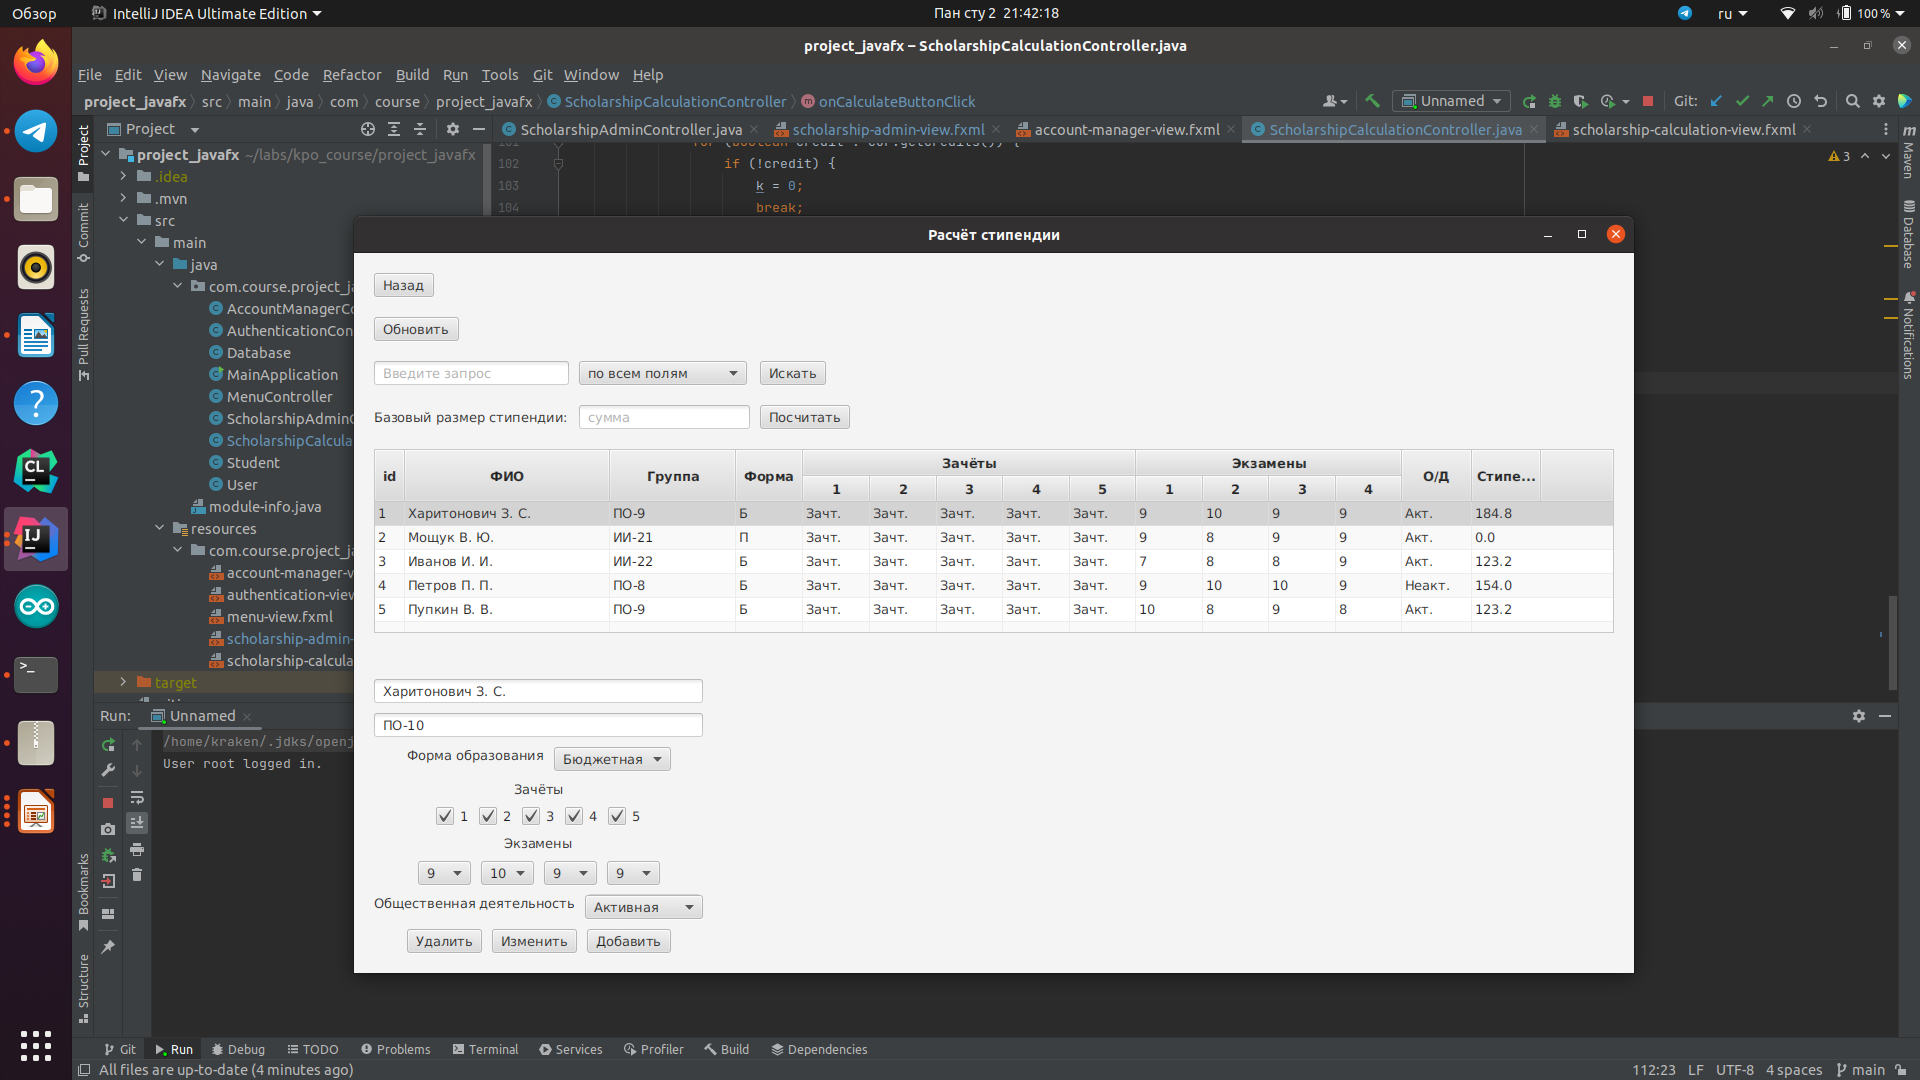 Обзор
IntelliJ IDEA Ultimate Edition
Пан сту 2 21:42:18
ru
100 %
project_javafx – ScholarshipCalculationController.java
File Edit View Navigate Code Refactor Build Run Tools Git Window Help
project_javafx src main java com course project_javafx ScholarshipCalculationController onCalculateButtonClick
Unnamed
Git:
Project
ScholarshipAdminController.java
scholarship-admin-view.fxml
account-manager-view.fxml
ScholarshipCalculationController.java
scholarship-calculation-view.fxml
Project
Commit
Pull Requests
Bookmarks
Structure
Maven
Database
Notifications
project_javafx ~/labs/kpo_course/project_javafx
.idea
.mvn
src
main
java
com.course.project_ja
AccountManagerCo
AuthenticationCon
Database
MainApplication
MenuController
ScholarshipAdminC
ScholarshipCalcula
Student
User
module-info.java
resources
com.course.project_ja
account-manager-v
authentication-view
menu-view.fxml
scholarship-admin-
scholarship-calcula
target
102 if (!credit) {
103 k = 0;
104 break;
3
Расчёт стипендии
Назад
Обновить
Введите запрос
по всем полям
Искать
Базовый размер стипендии:
сумма
Посчитать
id ФИО Группа Форма Зачёты Экзамены О/Д Стипе...
1 2 3 4 5 1 2 3 4
1 Харитонович З. С. ПО-9 Б Зачт. Зачт. Зачт. Зачт. Зачт. 9 10 9 9 Акт. 184.8
2 Мощук В. Ю. ИИ-21 П Зачт. Зачт. Зачт. Зачт. Зачт. 9 8 9 9 Акт. 0.0
3 Иванов И. И. ИИ-22 Б Зачт. Зачт. Зачт. Зачт. Зачт. 7 8 8 9 Акт. 123.2
4 Петров П. П. ПО-8 Б Зачт. Зачт. Зачт. Зачт. Зачт. 9 10 10 9 Неакт. 154.0
5 Пупкин В. В. ПО-9 Б Зачт. Зачт. Зачт. Зачт. Зачт. 10 8 9 8 Акт. 123.2
Харитонович З. С.
ПО-10
Форма образования Бюджетная
Зачёты
1 2 3 4 5
Экзамены
9 10 9 9
Общественная деятельность Активная
Удалить Изменить Добавить
Run: Unnamed
/home/kraken/.jdks/openj
User root logged in.
Git Run Debug TODO Problems Terminal Services Profiler Build Dependencies
All files are up-to-date (4 minutes ago)
112:23 LF UTF-8 4 spaces main